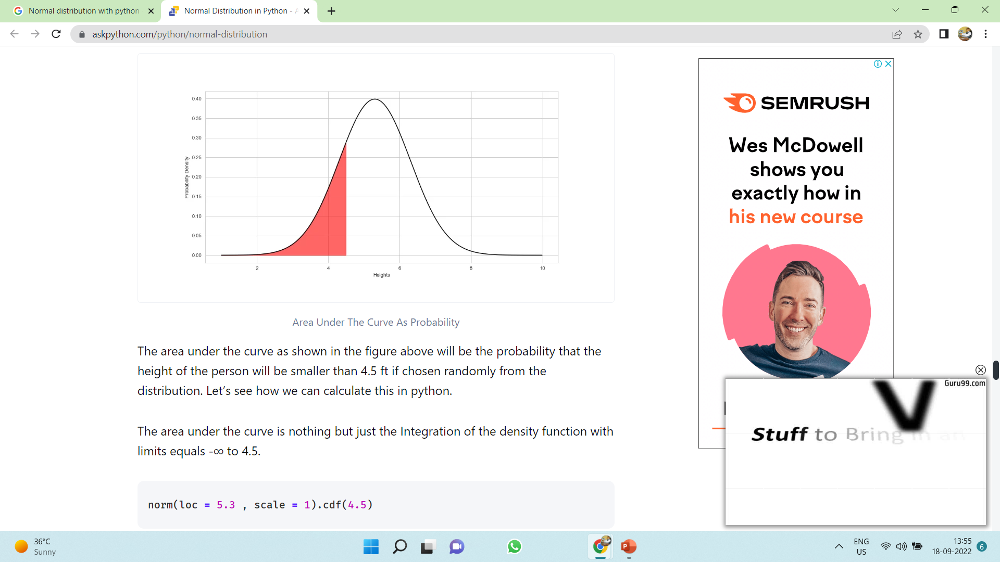 Normal distribution with python
Normal Distribution in Python - A
askpython.com/python/normal-distribution
0.40
0.35
0.30
0.25
0.20
0.15
0.10
0.05
0.00
Probability Density
2 4 6 8 10
Heights
Area Under The Curve As Probability
The area under the curve as shown in the figure above will be the probability that the
height of the person will be smaller than 4.5 ft if chosen randomly from the
distribution. Let’s see how we can calculate this in python.
The area under the curve is nothing but just the Integration of the density function with
limits equals -∞ to 4.5.
norm(loc = 5.3 , scale = 1).cdf(4.5)
SEMRUSH
Wes McDowell
shows you
exactly how in
his new course
Guru99.com
V
Stuff to Bring in an
36°C
Sunny
P
ENG
US
13:55
18-09-2022
6